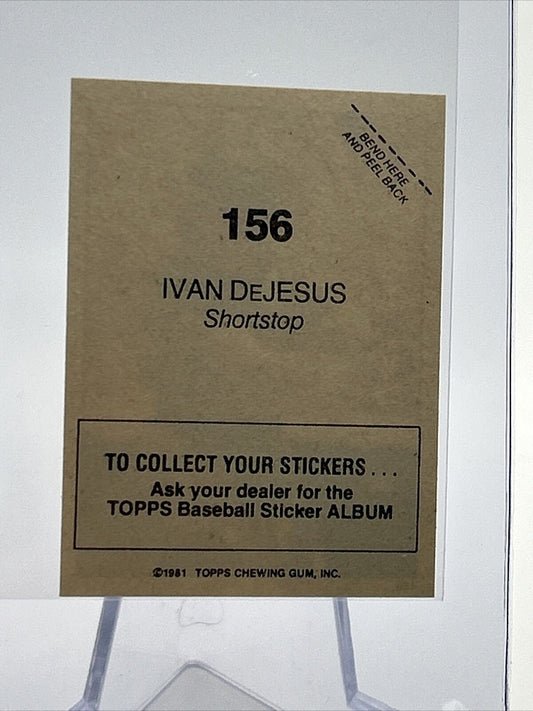 BEND HERE
AND PEEL BACK
156
IVAN DEJESUS
Shortstop
TO COLLECT YOUR STICKERS...
Ask your dealer for the
TOPPS Baseball Sticker ALBUM
©1981 TOPPS CHEWING GUM, INC.